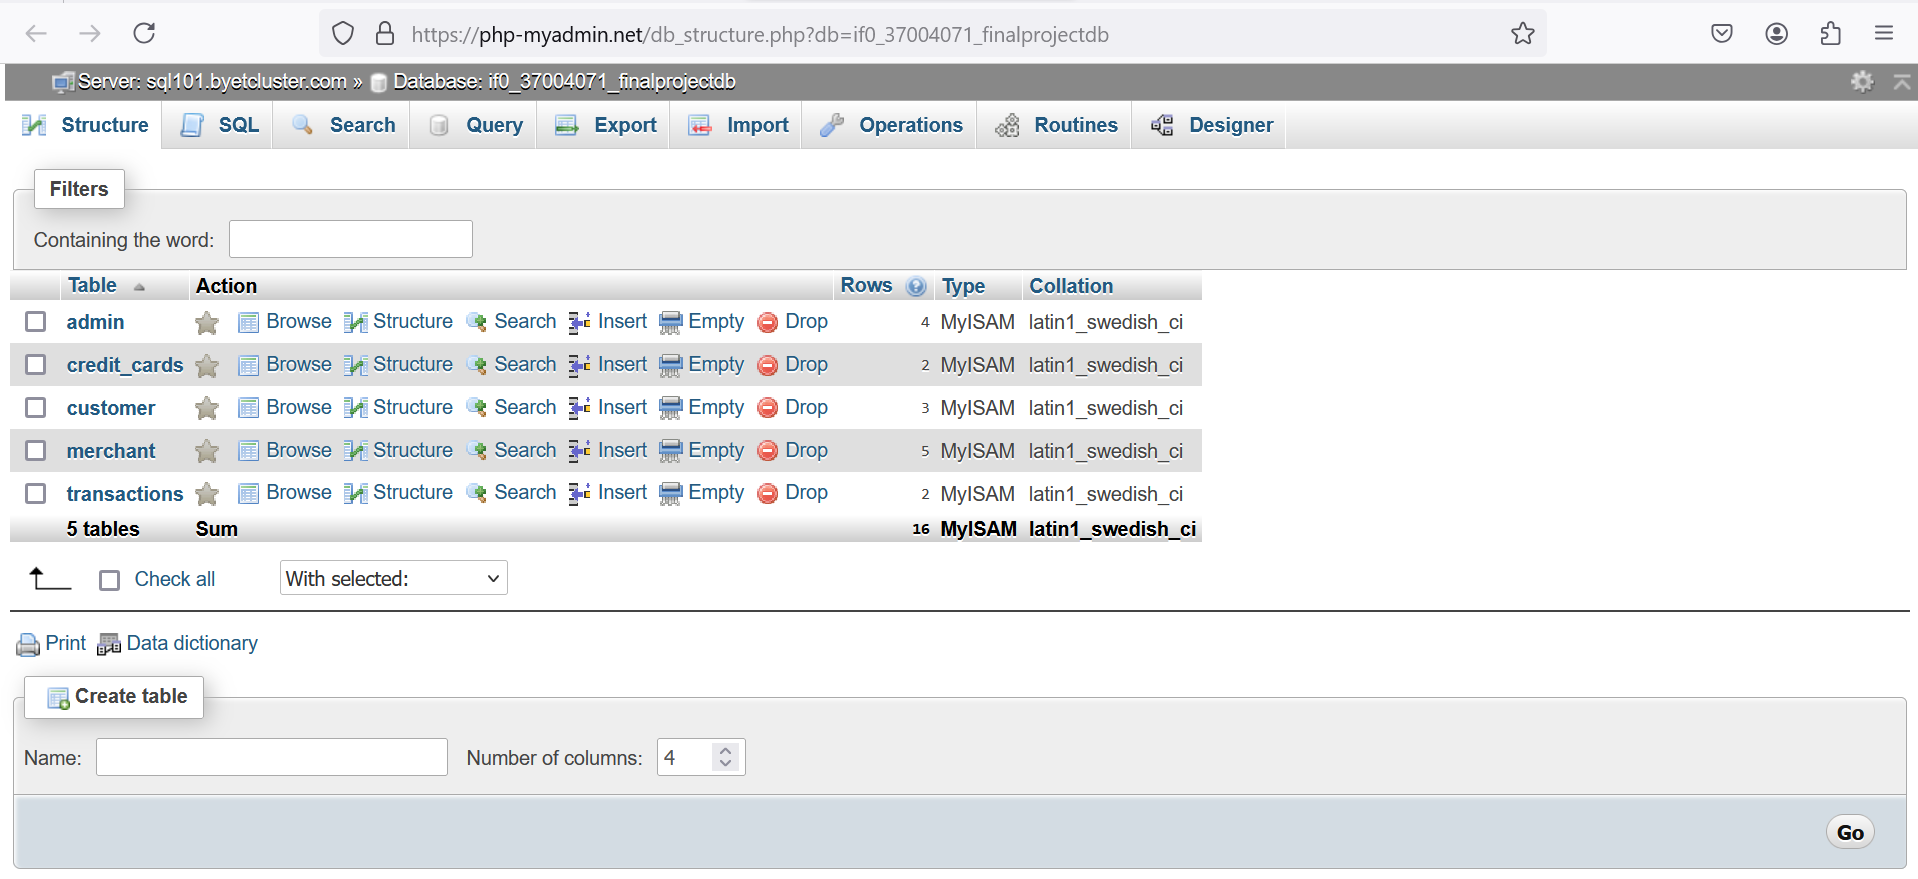 https://php-myadmin.net/db_structure.php?db=if0_37004071_finalprojectdb
Server: sql101.byetcluster.com » Database: if0_37004071_finalprojectdb
Structure SQL Search Query Export Import Operations Routines Designer
Filters
Containing the word:
Table Action Rows Type Collation
admin Browse Structure Search Insert Empty Drop 4 MyISAM latin1_swedish_ci
credit_cards Browse Structure Search Insert Empty Drop 2 MyISAM latin1_swedish_ci
customer Browse Structure Search Insert Empty Drop 3 MyISAM latin1_swedish_ci
merchant Browse Structure Search Insert Empty Drop 5 MyISAM latin1_swedish_ci
transactions Browse Structure Search Insert Empty Drop 2 MyISAM latin1_swedish_ci
5 tables Sum 16 MyISAM latin1_swedish_ci
Check all With selected:
Print Data dictionary
Create table
Name: Number of columns: 4
Go